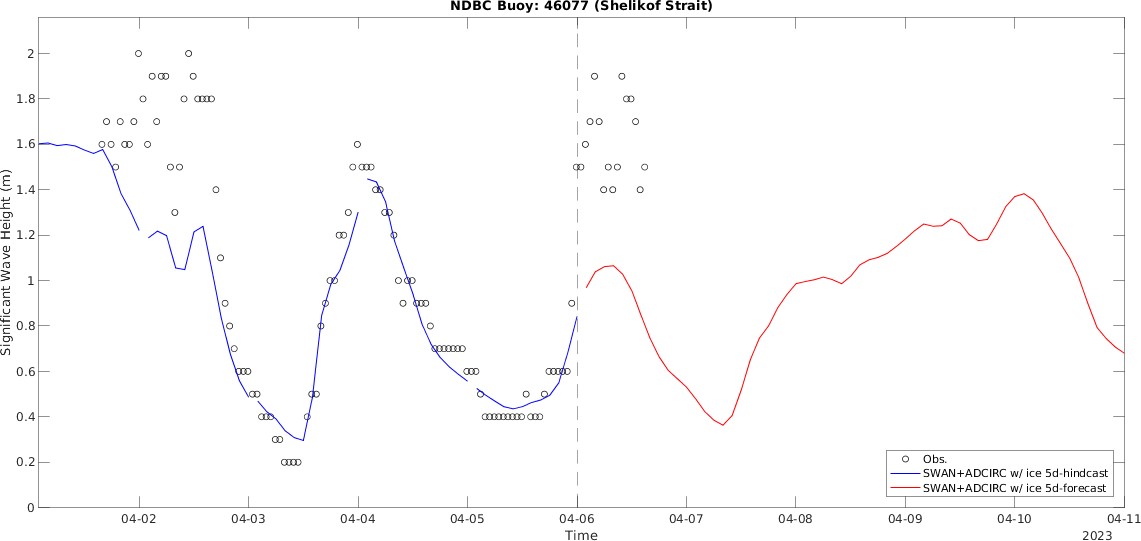 NDBC Buoy: 46077 (Shelikof Strait)
Significant Wave Height (m)
2
1.8
1.6
1.4
1.2
1
0.8
0.6
0.4
0.2
0
Obs.
SWAN+ADCIRC w/ ice 5d-hindcast
SWAN+ADCIRC w/ ice 5d-forecast
04-02 04-03 04-04 04-05 04-06 04-07 04-08 04-09 04-10 04-11
Time
2023